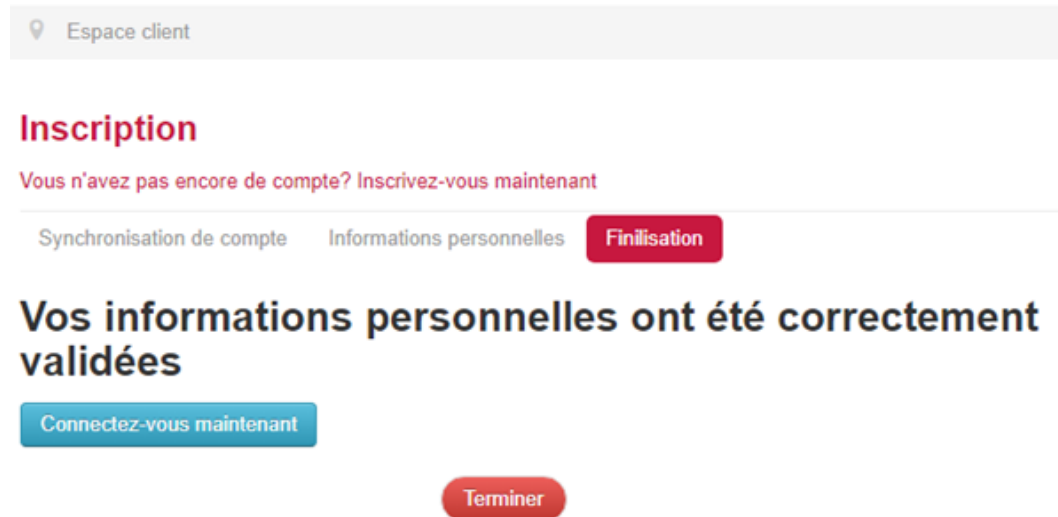 Espace client
Inscription
Vous n'avez pas encore de compte? Inscrivez-vous maintenant
Synchronisation de compte Informations personnelles Finilisation
Vos informations personnelles ont été correctement
validées
Connectez-vous maintenant
Terminer